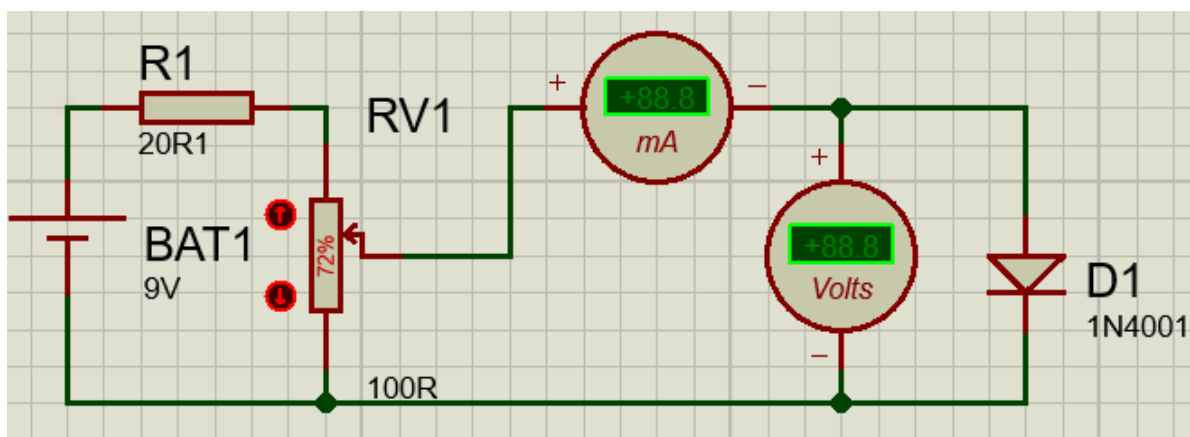 R1
20R1
RV1
72%
100R
BAT1
9V
+
+88.8
mA
−
+
+88.8
Volts
−
D1
1N4001